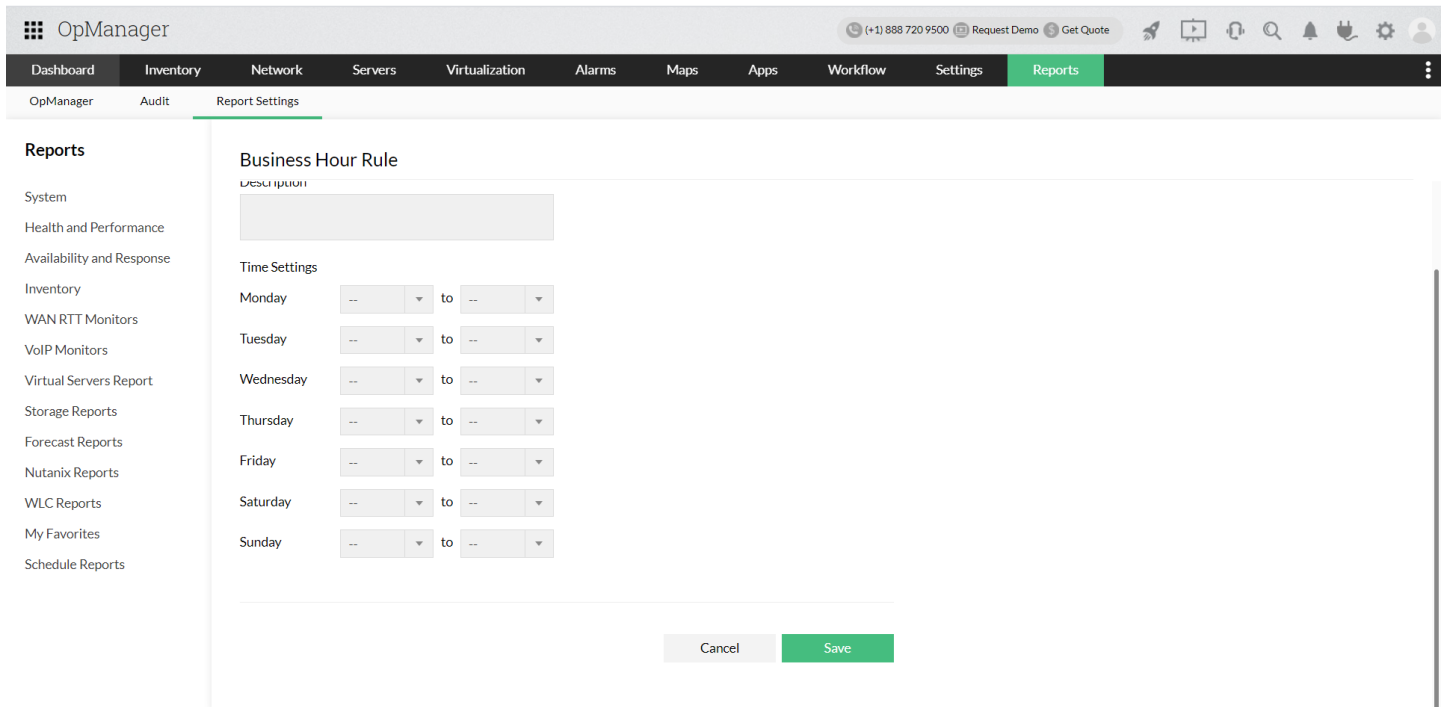 OpManager
(+1) 888 720 9500 Request Demo $ Get Quote
Dashboard Inventory Network Servers Virtualization Alarms Maps Apps Workflow Settings Reports
OpManager Audit Report Settings
Reports
System
Health and Performance
Availability and Response
Inventory
WAN RTT Monitors
VoIP Monitors
Virtual Servers Report
Storage Reports
Forecast Reports
Nutanix Reports
WLC Reports
My Favorites
Schedule Reports
Business Hour Rule
Description
Time Settings
Monday -- to --
Tuesday -- to --
Wednesday -- to --
Thursday -- to --
Friday -- to --
Saturday -- to --
Sunday -- to --
Cancel Save